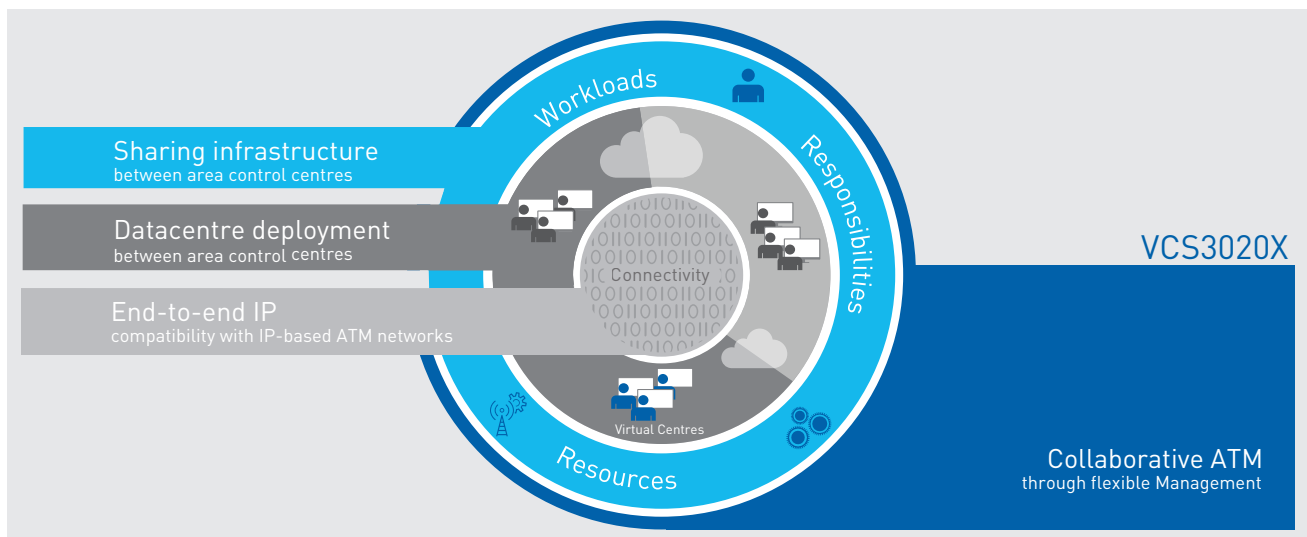 Workloads
Responsibilities
Resources
Sharing infrastructure
between area control centres
Datacentre deployment
between area control centres
End-to-end IP
compatibility with IP-based ATM networks
Connectivity
Virtual Centres
VCS3020X
Collaborative ATM
through flexible Management